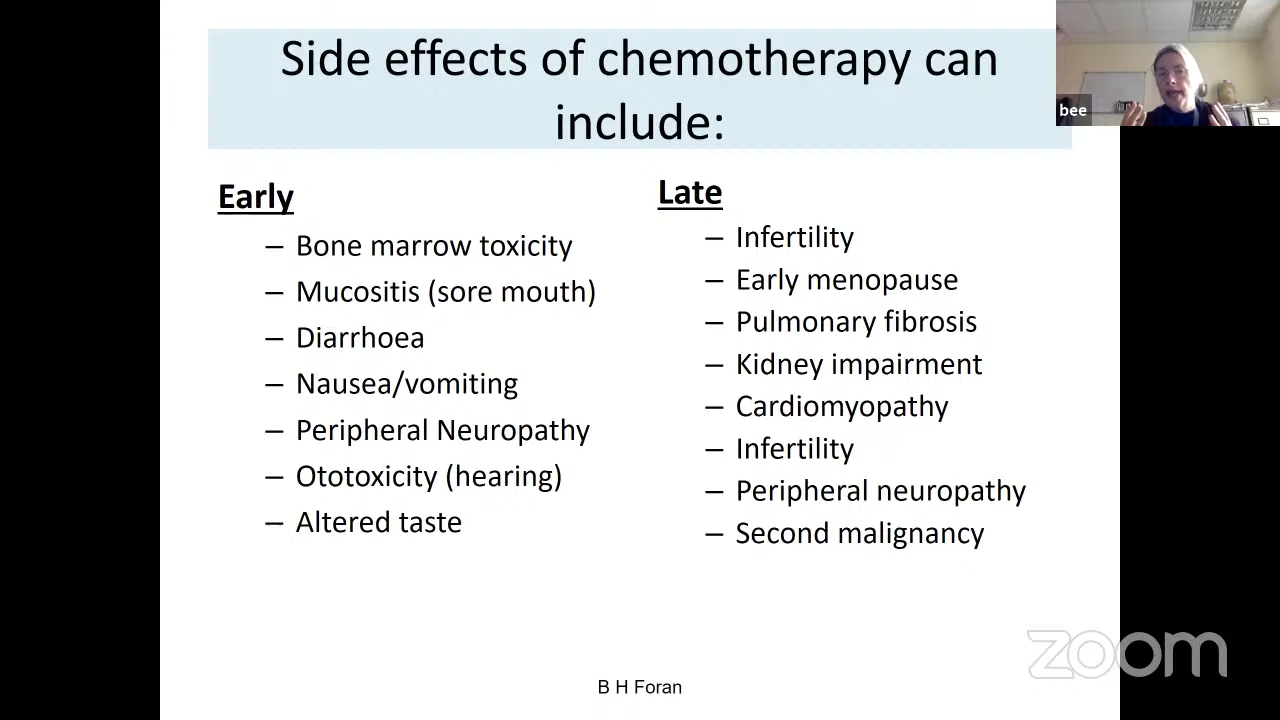 Side effects of chemotherapy can
include:
bee
Early
– Bone marrow toxicity
– Mucositis (sore mouth)
– Diarrhoea
– Nausea/vomiting
– Peripheral Neuropathy
– Ototoxicity (hearing)
– Altered taste
Late
– Infertility
– Early menopause
– Pulmonary fibrosis
– Kidney impairment
– Cardiomyopathy
– Infertility
– Peripheral neuropathy
– Second malignancy
zoom
B H Foran